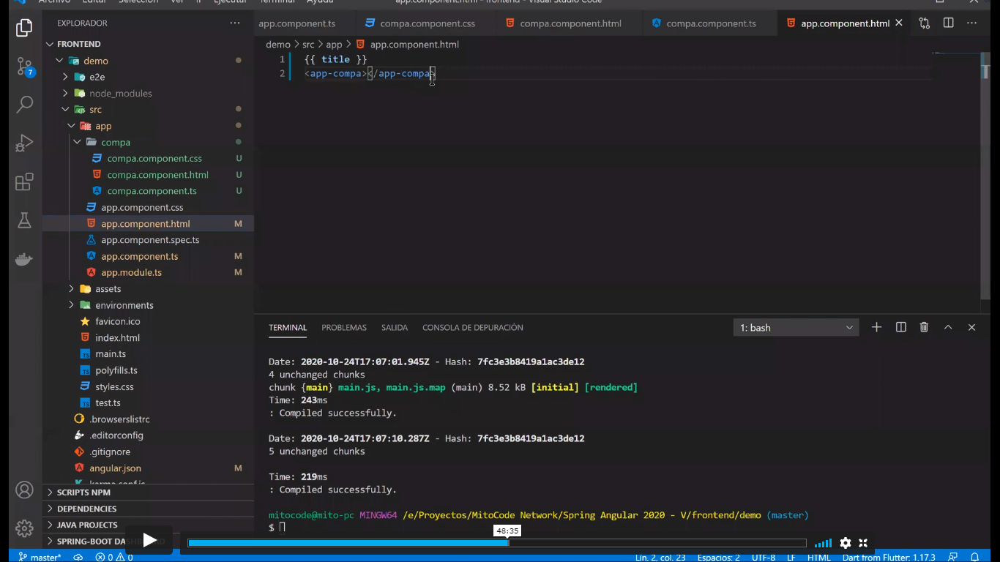 Archivo Editar Selección Ver Ir Ejecutar Terminal Ayuda app.component.html - frontend - Visual Studio Code
EXPLORADOR
FRONTEND
demo
e2e
node_modules
src
app
compa
compa.component.css U
compa.component.html U
compa.component.ts U
app.component.css
app.component.html M
app.component.spec.ts
app.component.ts M
app.module.ts M
assets
environments
favicon.ico
index.html
main.ts
polyfills.ts
styles.css
test.ts
.browserslistrc
.editorconfig
.gitignore
angular.json M
karma.conf.js
SCRIPTS NPM
DEPENDENCIES
JAVA PROJECTS
SPRING-BOOT DA
7
app.component.ts compa.component.css compa.component.html compa.component.ts app.component.html
demo > src > app > app.component.html
1 {{ title }}
2 <app-compa></app-compa>
TERMINAL PROBLEMAS SALIDA CONSOLA DE DEPURACIÓN 1: bash
Date: 2020-10-24T17:07:01.945Z - Hash: 7fc3e3b8419a1ac3de12
4 unchanged chunks
chunk {main} main.js, main.js.map (main) 8.52 kB [initial] [rendered]
Time: 243ms
: Compiled successfully.
Date: 2020-10-24T17:07:10.287Z - Hash: 7fc3e3b8419a1ac3de12
5 unchanged chunks
Time: 219ms
: Compiled successfully.
mitocode@mito-pc MINGW64 /e/Proyectos/MitoCode Network/Spring Angular 2020 - V/frontend/demo (master)
$
48:35
master* 0 0 Lín. 2, col. 23 Espacios: 2 UTF-8 LF HTML Dart from Flutter: 1.17.3